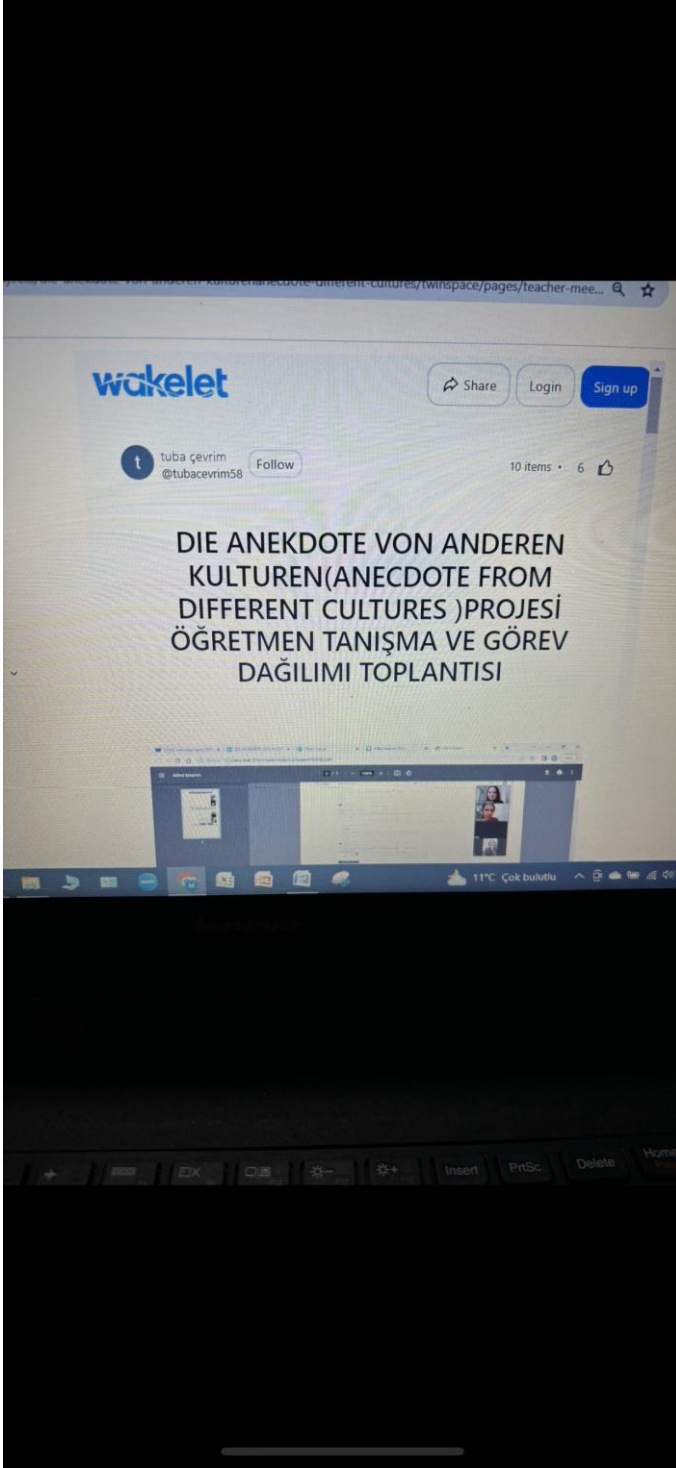 different-cultures/twinspace/pages/teacher-mee...
wakelet
Share
Login
Sign up
t
tuba çevrim
@tubacevrim58
Follow
10 items • 6
DIE ANEKDOTE VON ANDEREN
KULTUREN(ANECDOTE FROM
DIFFERENT CULTURES )PROJESİ
ÖĞRETMEN TANIŞMA VE GÖREV
DAĞILIMI TOPLANTISI
11°C Çok bulutlu
Insert
PrtSc
Delete
Home